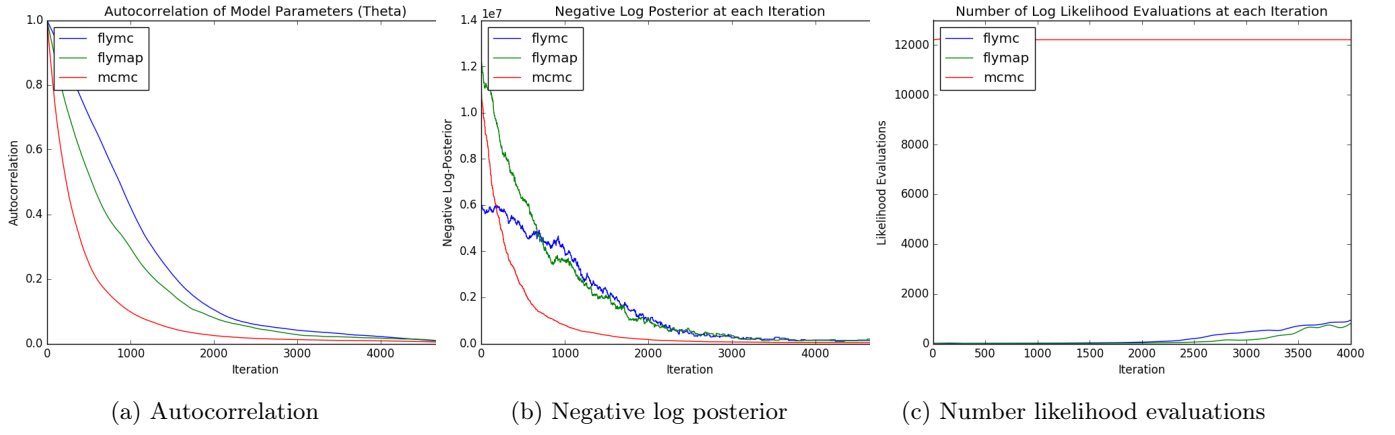 Autocorrelation of Model Parameters (Theta)
1.0
0.8
0.6
0.4
0.2
0.0
0
1000
2000
3000
4000
Autocorrelation
Iteration
flymc
flymap
mcmc
(a) Autocorrelation
Negative Log Posterior at each Iteration
1e7
1.4
1.2
1.0
0.8
0.6
0.4
0.2
0.0
0
1000
2000
3000
4000
Negative Log-Posterior
Iteration
flymc
flymap
mcmc
(b) Negative log posterior
Number of Log Likelihood Evaluations at each Iteration
12000
10000
8000
6000
4000
2000
0
0
500
1000
1500
2000
2500
3000
3500
4000
Likelihood Evaluations
Iteration
flymc
flymap
mcmc
(c) Number likelihood evaluations